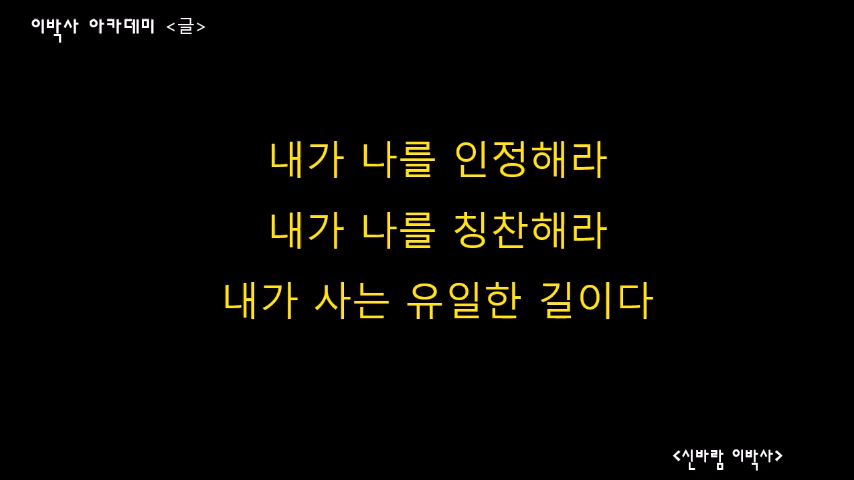 이박사 아카데미 <글>
내가 나를 인정해라
내가 나를 칭찬해라
내가 사는 유일한 길이다
<신바람 이박사>